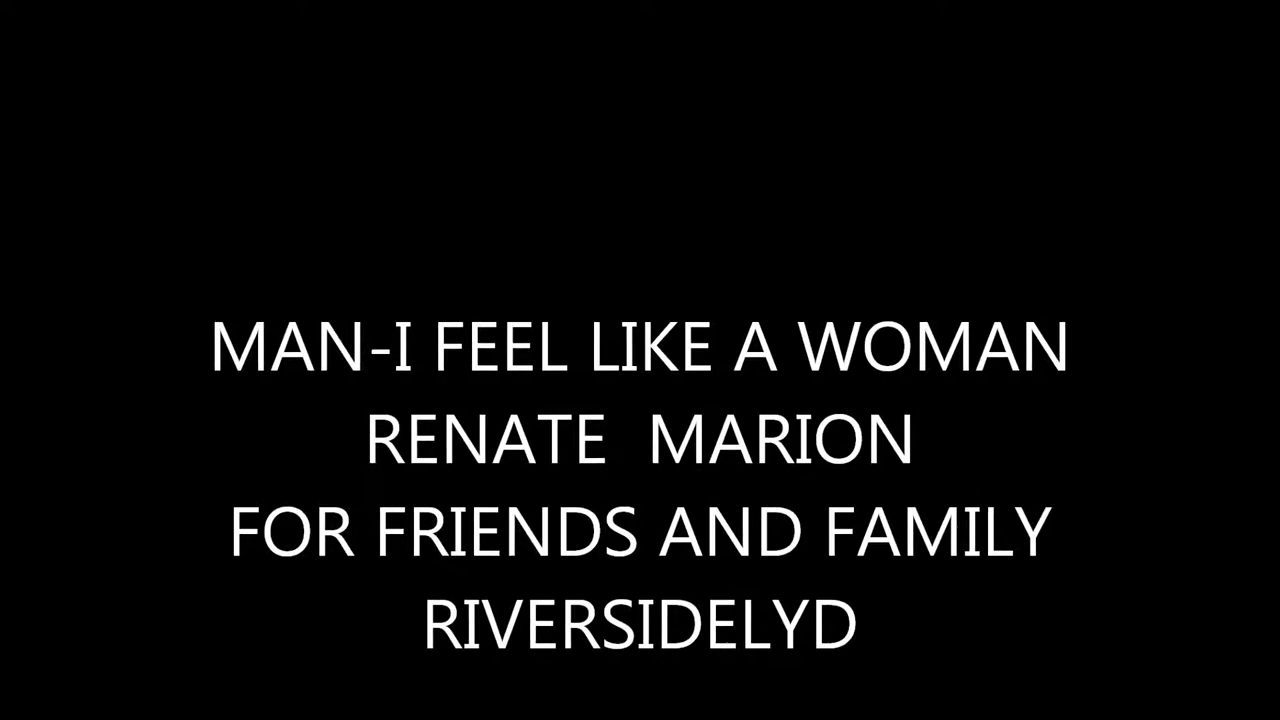 MAN-I FEEL LIKE A WOMAN
RENATE  MARION
FOR FRIENDS AND FAMILY
RIVERSIDELYD